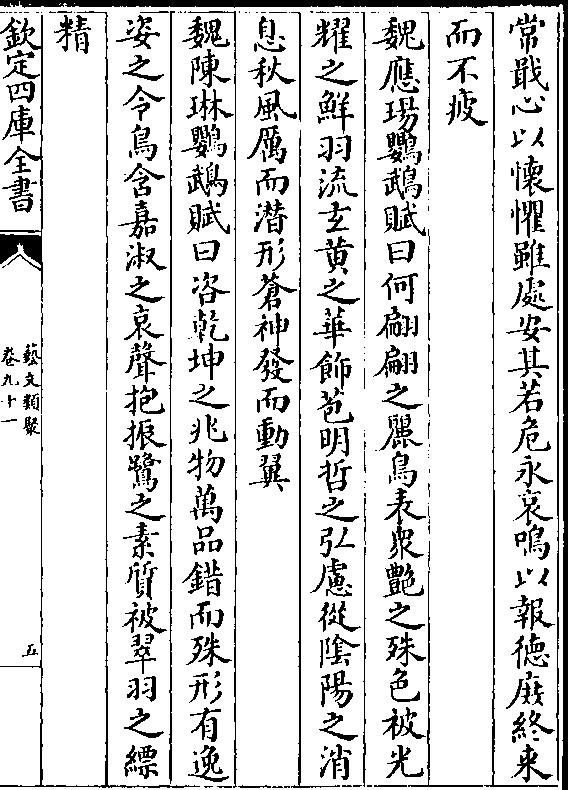 常戢心以懐懼雖處安其若危永哀鳴以報德庶終来
而不疲
魏應瑒鸚鵡賦曰何翩翩之麗鳥表衆艷之殊色被光
耀之鮮羽流玄黄之華飾苞明哲之弘慮從陰陽之消
息秋風厲而潜形蒼神發而動翼
魏陳琳鸚鵡賦曰咨乾坤之兆物萬品錯而殊形有逸
姿之令鳥含嘉淑之哀聲抱振鷺之素質被翠羽之縹
精
欽定四庫全書
藝文類聚
卷九十一
五